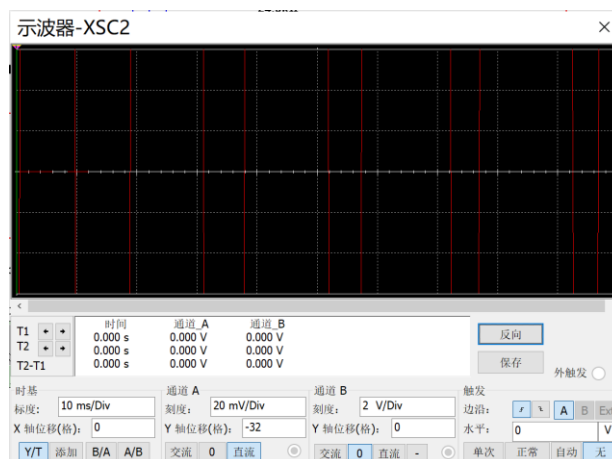 示波器-XSC2 ×
时间 通道_A 通道_B
T1 0.000 s 0.000 V 0.000 V
T2 0.000 s 0.000 V 0.000 V
T2-T1 0.000 s 0.000 V 0.000 V
反向
保存
外触发
时基 通道 A 通道 B 触发
标度: 10 ms/Div 刻度: 20 mV/Div 刻度: 2 V/Div 边沿: A B Ext
X 轴位移(格): 0 Y 轴位移(格): -32 Y 轴位移(格): 0 水平: 0 V
Y/T 添加 B/A A/B 交流 0 直流 交流 0 直流 - 单次 正常 自动 无